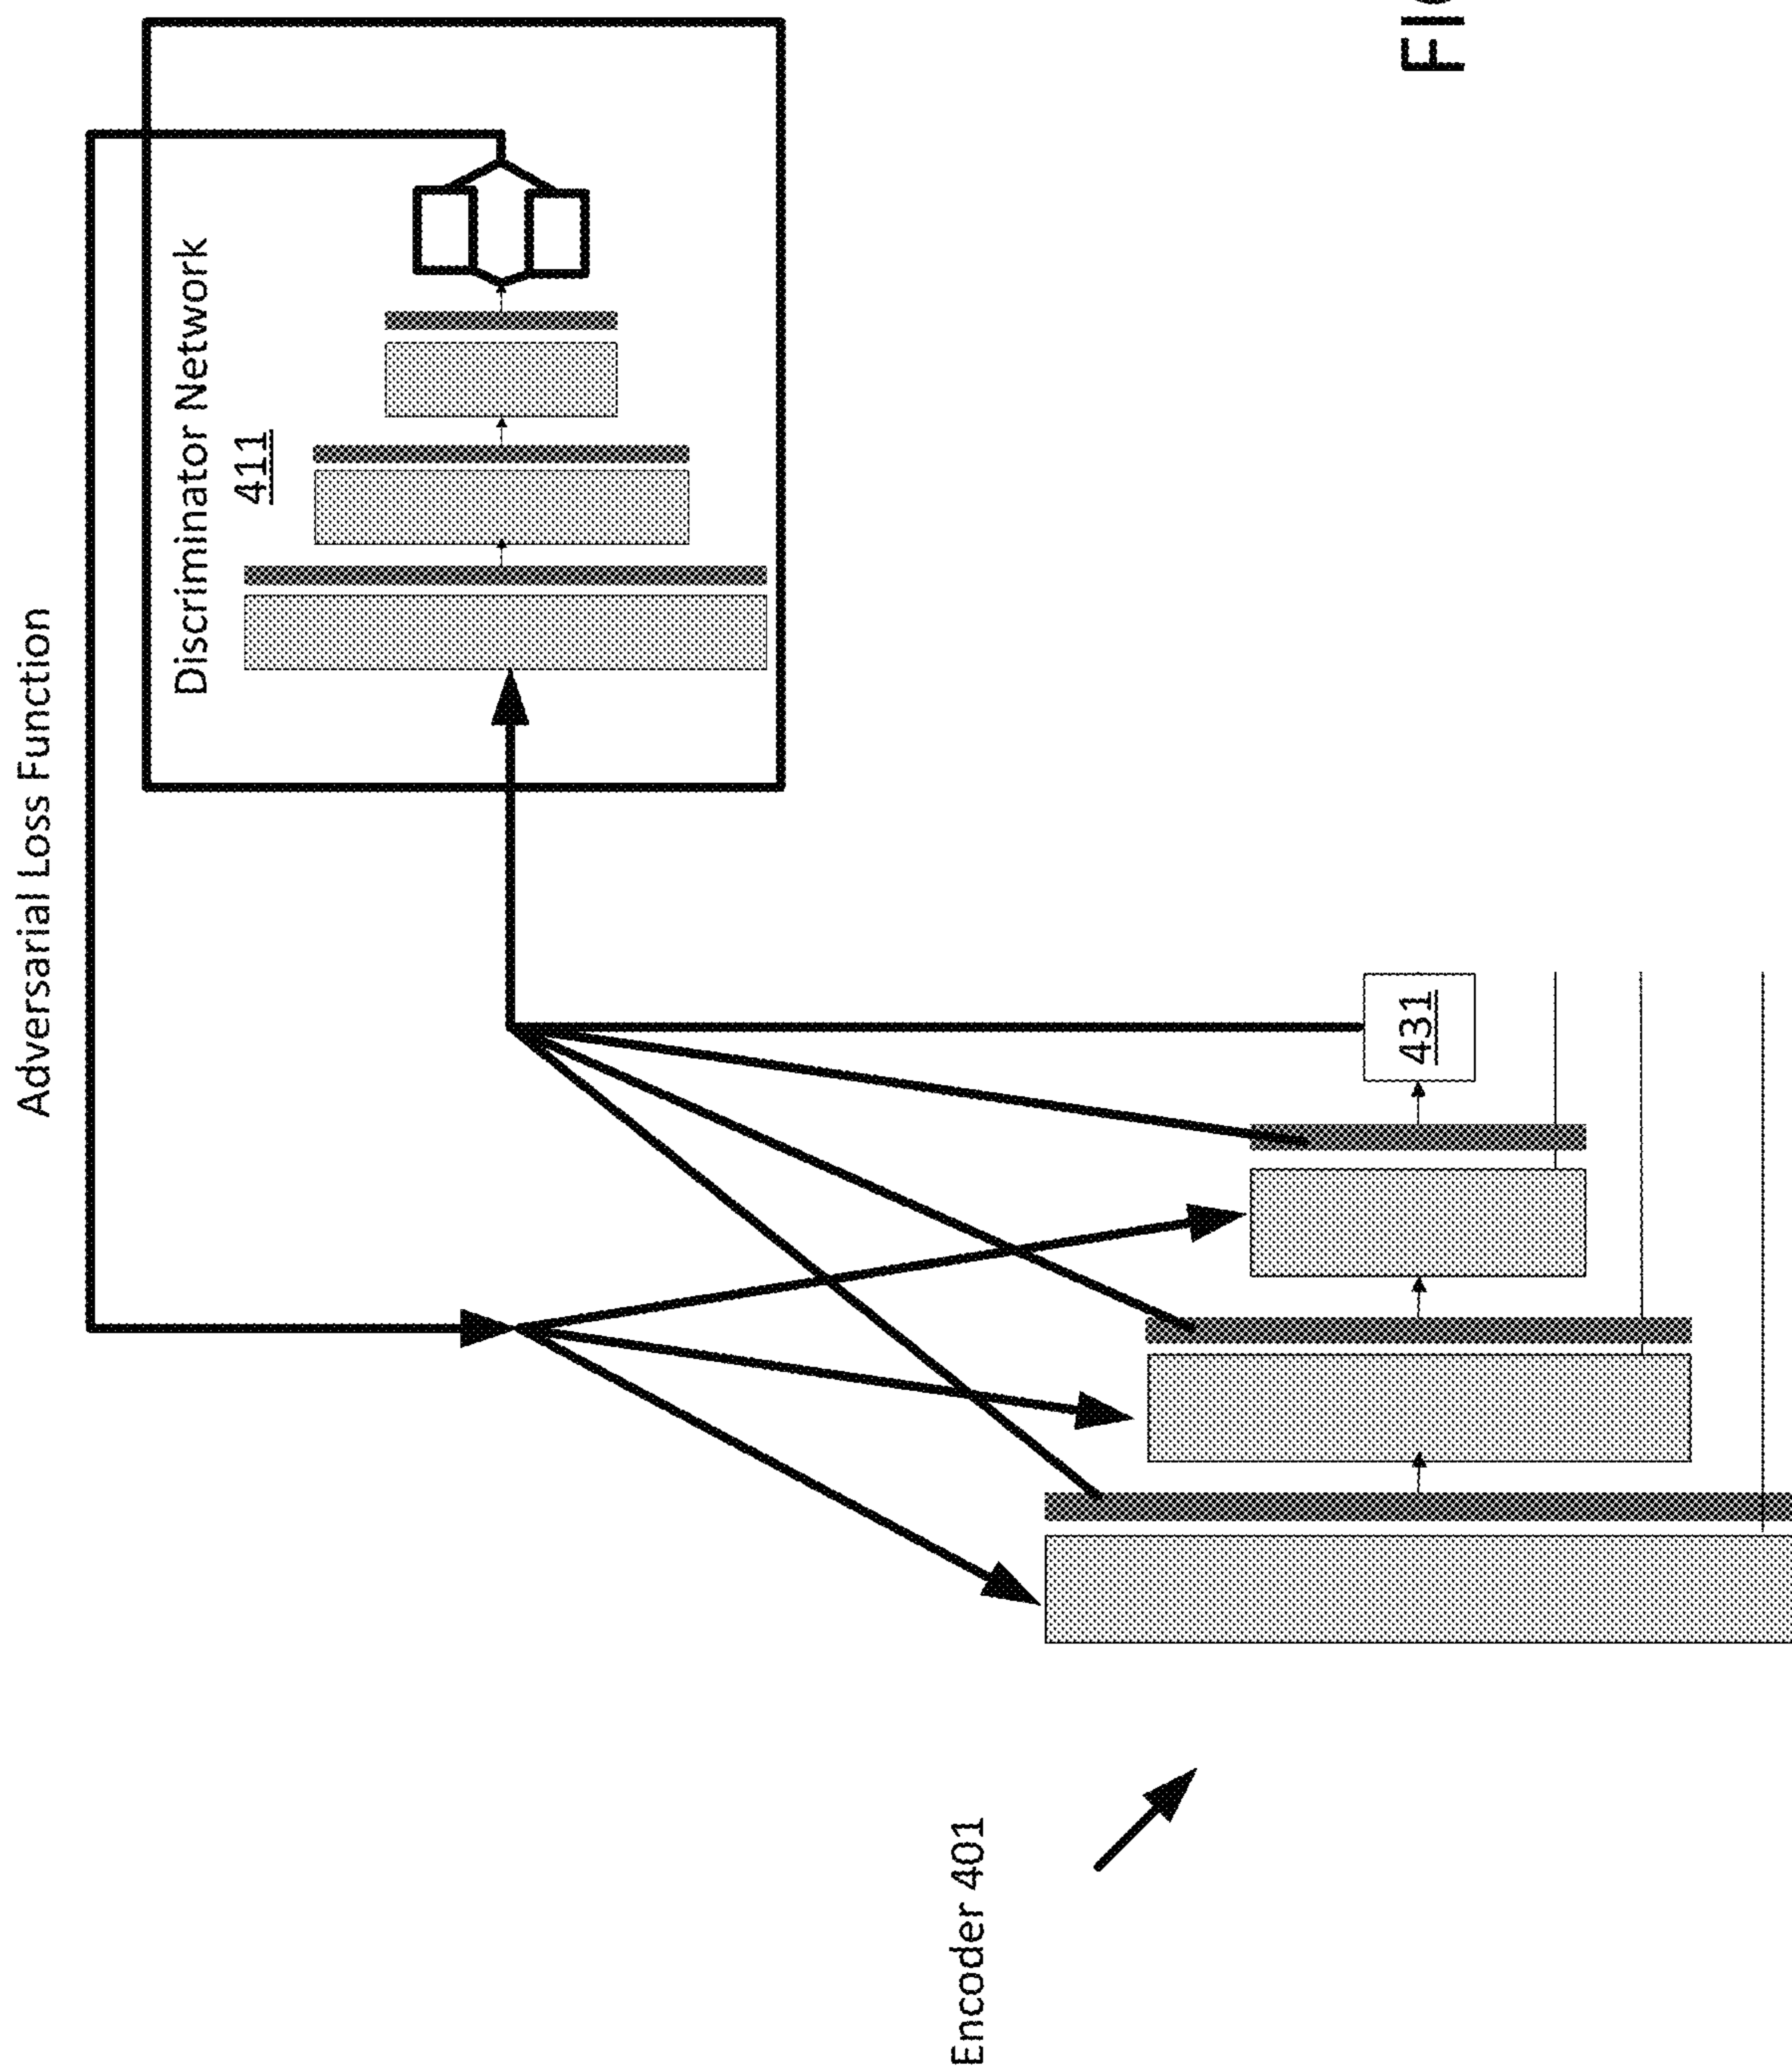 Adversarial Loss Function
Discriminator Network
411
431
Encoder 401